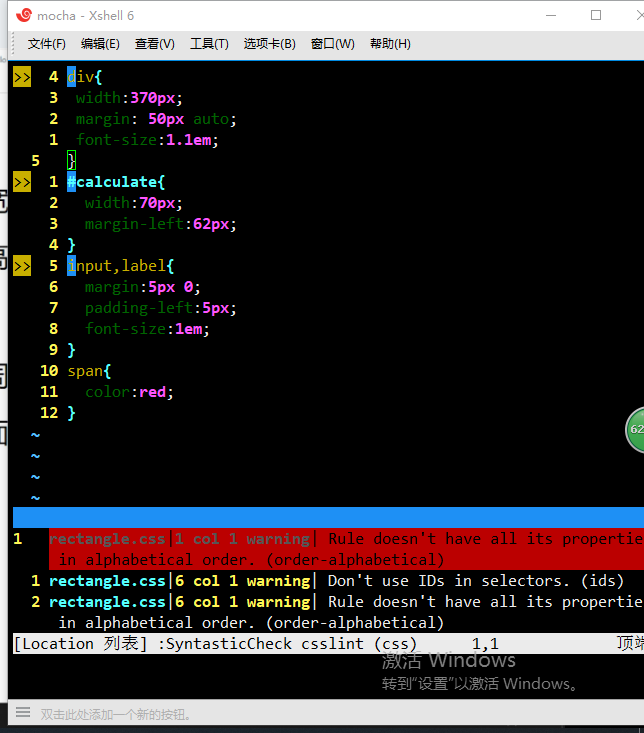 mocha - Xshell 6
文件(F) 编辑(E) 查看(V) 工具(T) 选项卡(B) 窗口(W) 帮助(H)
>> 4 div{
3 width:370px;
2 margin: 50px auto;
1 font-size:1.1em;
5 }
>> 1 #calculate{
2 width:70px;
3 margin-left:62px;
4 }
>> 5 input,label{
6 margin:5px 0;
7 padding-left:5px;
8 font-size:1em;
9 }
10 span{
11 color:red;
12 }
~
~
~
~
62
1 rectangle.css|1 col 1 warning| Rule doesn't have all its propertie
in alphabetical order. (order-alphabetical)
1 rectangle.css|6 col 1 warning| Don't use IDs in selectors. (ids)
2 rectangle.css|6 col 1 warning| Rule doesn't have all its propertie
in alphabetical order. (order-alphabetical)
[Location 列表] :SyntasticCheck csslint (css) 1,1 顶端
激活 Windows
转到“设置”以激活 Windows。
双击此处添加一个新的按钮。